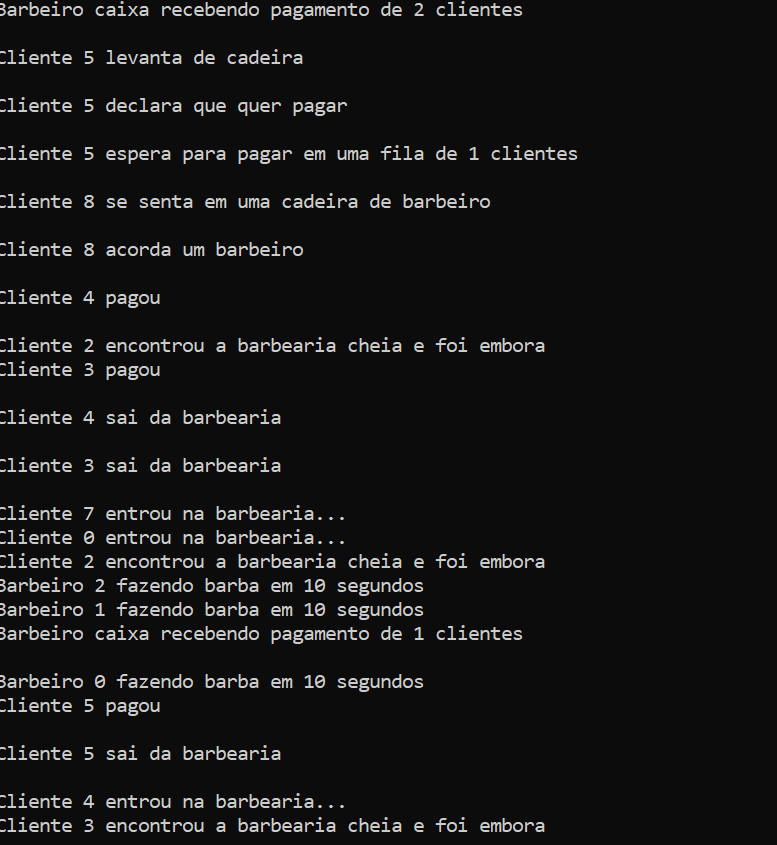 Barbeiro caixa recebendo pagamento de 2 clientes
Cliente 5 levanta de cadeira
Cliente 5 declara que quer pagar
Cliente 5 espera para pagar em uma fila de 1 clientes
Cliente 8 se senta em uma cadeira de barbeiro
Cliente 8 acorda um barbeiro
Cliente 4 pagou
Cliente 2 encontrou a barbearia cheia e foi embora
Cliente 3 pagou
Cliente 4 sai da barbearia
Cliente 3 sai da barbearia
Cliente 7 entrou na barbearia...
Cliente 0 entrou na barbearia...
Cliente 2 encontrou a barbearia cheia e foi embora
Barbeiro 2 fazendo barba em 10 segundos
Barbeiro 1 fazendo barba em 10 segundos
Barbeiro caixa recebendo pagamento de 1 clientes
Barbeiro 0 fazendo barba em 10 segundos
Cliente 5 pagou
Cliente 5 sai da barbearia
Cliente 4 entrou na barbearia...
Cliente 3 encontrou a barbearia cheia e foi embora